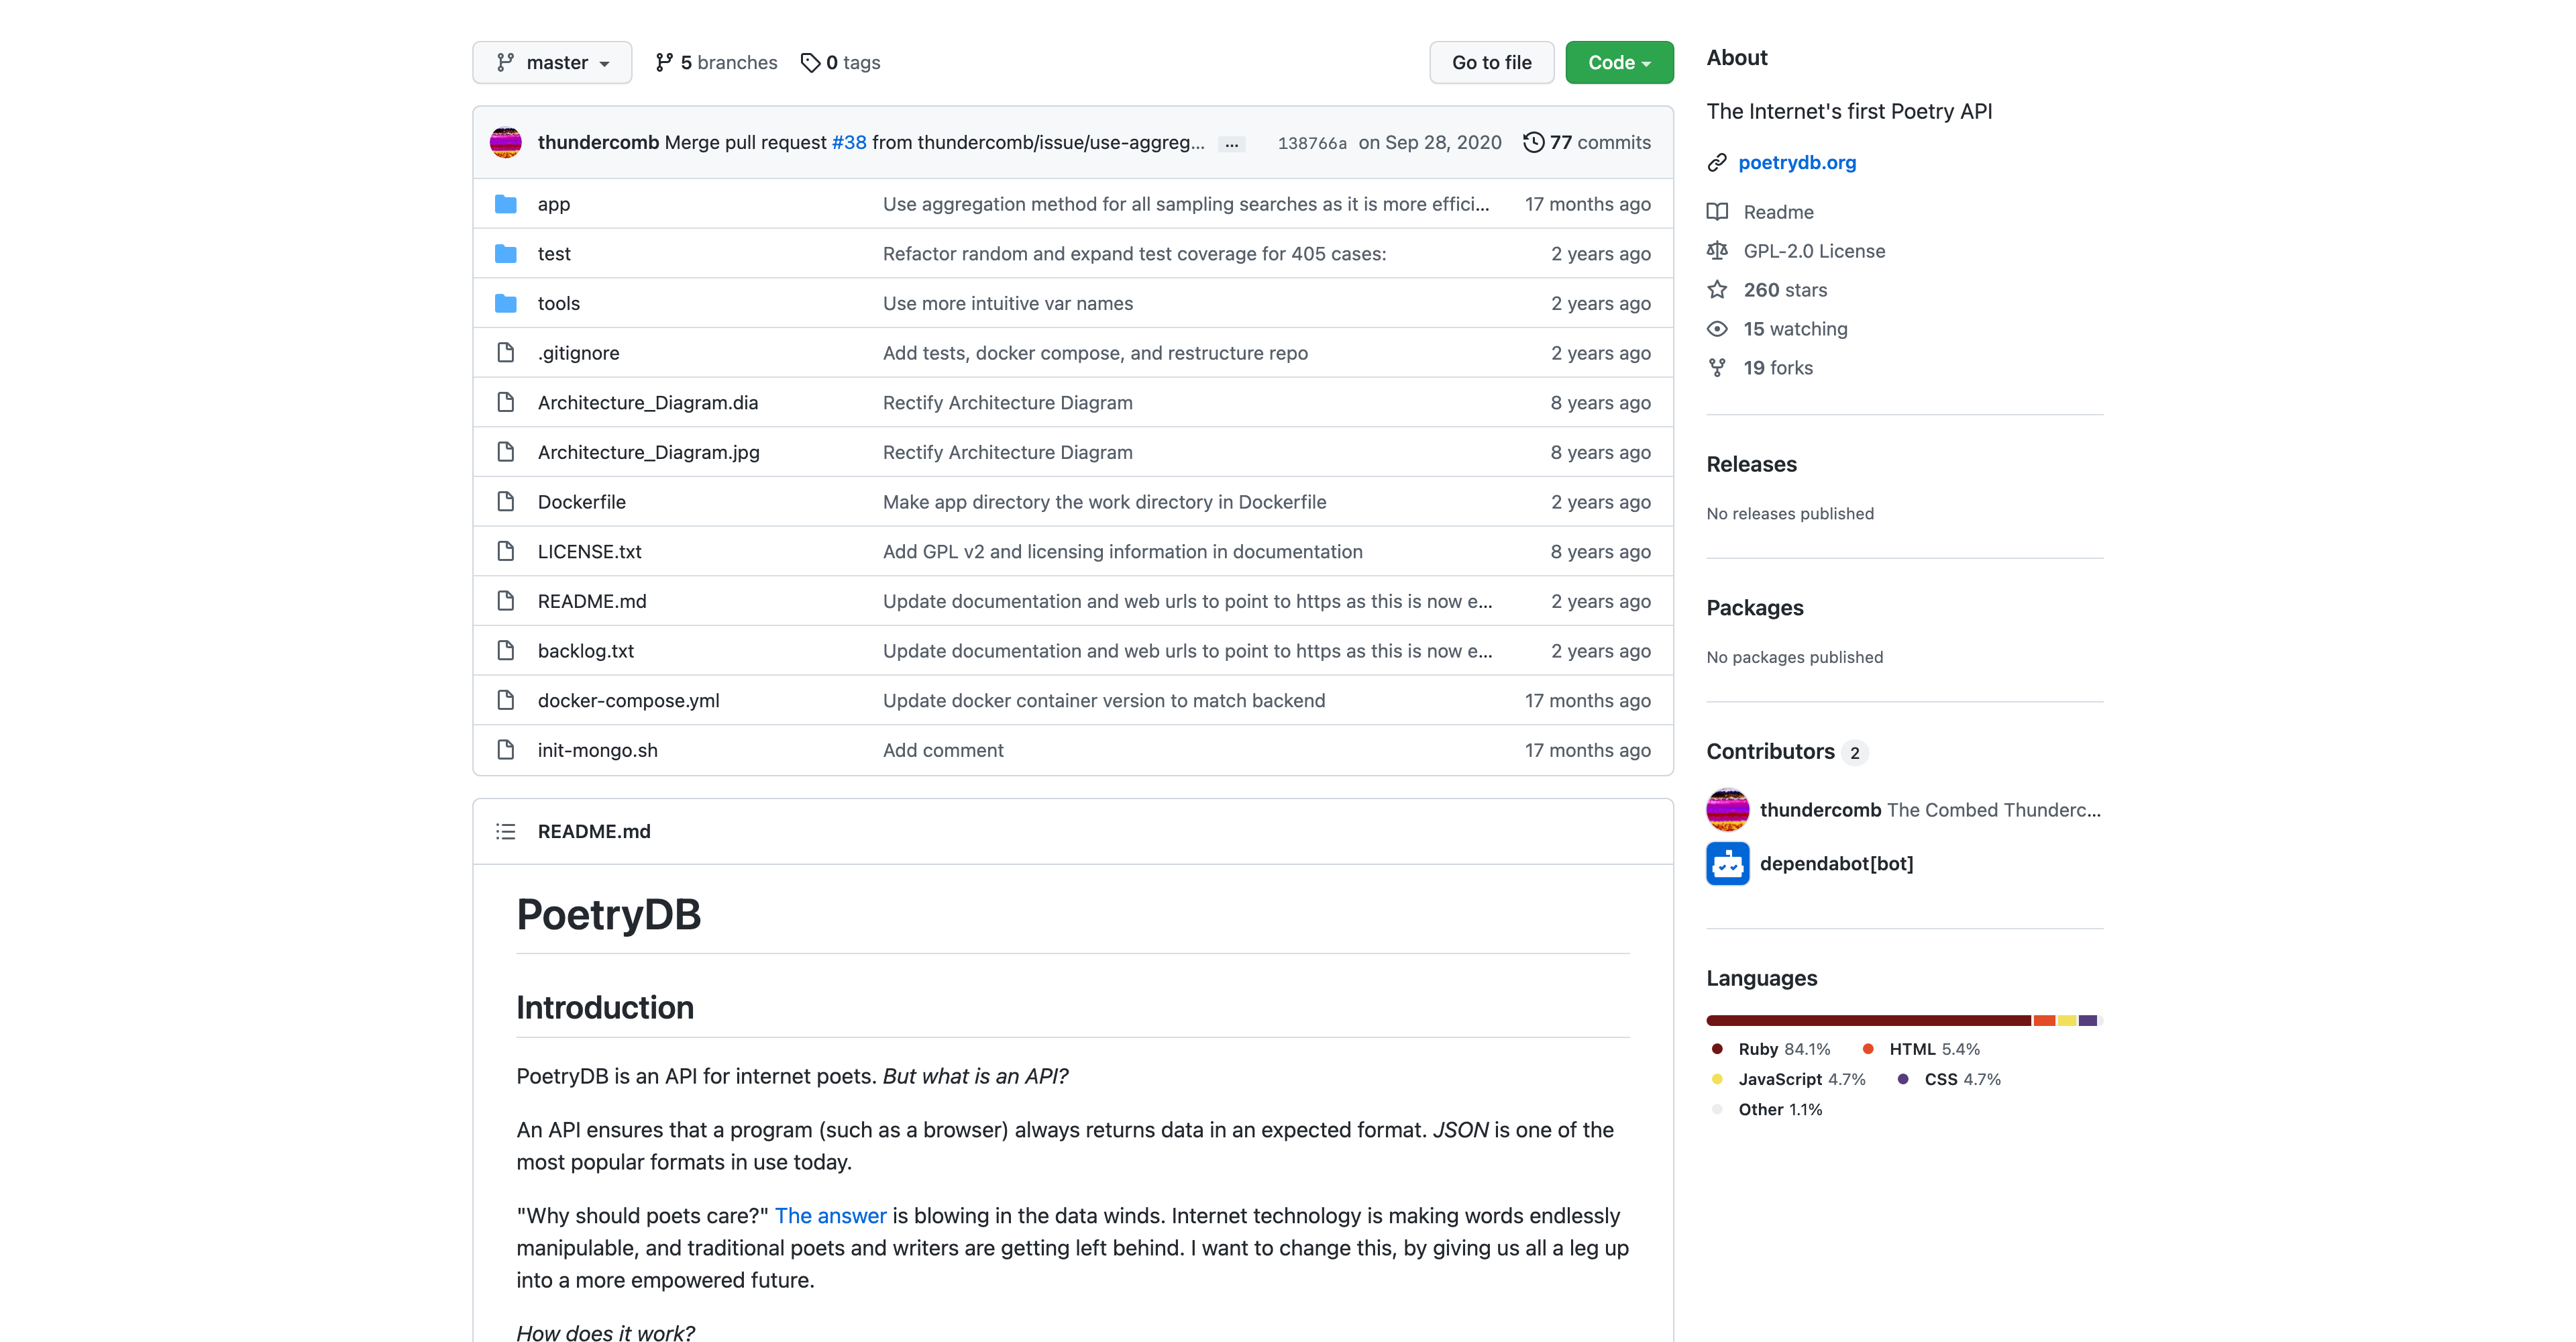 master
5 branches
0 tags
Go to file
Code
thundercomb Merge pull request #38 from thundercomb/issue/use-aggreg... ... 138766a on Sep 28, 2020 77 commits
app Use aggregation method for all sampling searches as it is more effici... 17 months ago
test Refactor random and expand test coverage for 405 cases: 2 years ago
tools Use more intuitive var names 2 years ago
.gitignore Add tests, docker compose, and restructure repo 2 years ago
Architecture_Diagram.dia Rectify Architecture Diagram 8 years ago
Architecture_Diagram.jpg Rectify Architecture Diagram 8 years ago
Dockerfile Make app directory the work directory in Dockerfile 2 years ago
LICENSE.txt Add GPL v2 and licensing information in documentation 8 years ago
README.md Update documentation and web urls to point to https as this is now e... 2 years ago
backlog.txt Update documentation and web urls to point to https as this is now e... 2 years ago
docker-compose.yml Update docker container version to match backend 17 months ago
init-mongo.sh Add comment 17 months ago
README.md
PoetryDB
Introduction
PoetryDB is an API for internet poets. But what is an API?
An API ensures that a program (such as a browser) always returns data in an expected format. JSON is one of the
most popular formats in use today.
"Why should poets care?" The answer is blowing in the data winds. Internet technology is making words endlessly
manipulable, and traditional poets and writers are getting left behind. I want to change this, by giving us all a leg up
into a more empowered future.
How does it work?
About
The Internet's first Poetry API
poetrydb.org
Readme
GPL-2.0 License
260 stars
15 watching
19 forks
Releases
No releases published
Packages
No packages published
Contributors 2
thundercomb The Combed Thunderc...
dependabot[bot]
Languages
Ruby 84.1% HTML 5.4%
JavaScript 4.7% CSS 4.7%
Other 1.1%